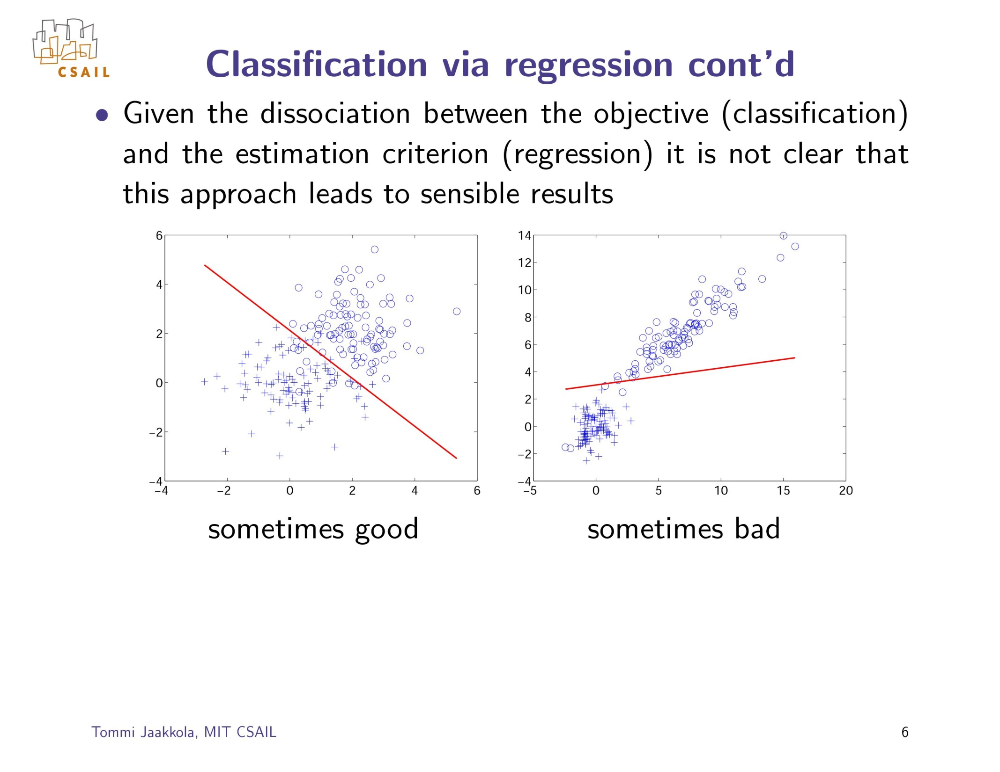 CSAIL
Classification via regression cont'd
• Given the dissociation between the objective (classification)
and the estimation criterion (regression) it is not clear that
this approach leads to sensible results
6
4
2
0
−2
−4
−4 −2 0 2 4 6
14
12
10
8
6
4
2
0
−2
−4
−5 0 5 10 15 20
sometimes good sometimes bad
Tommi Jaakkola, MIT CSAIL 6